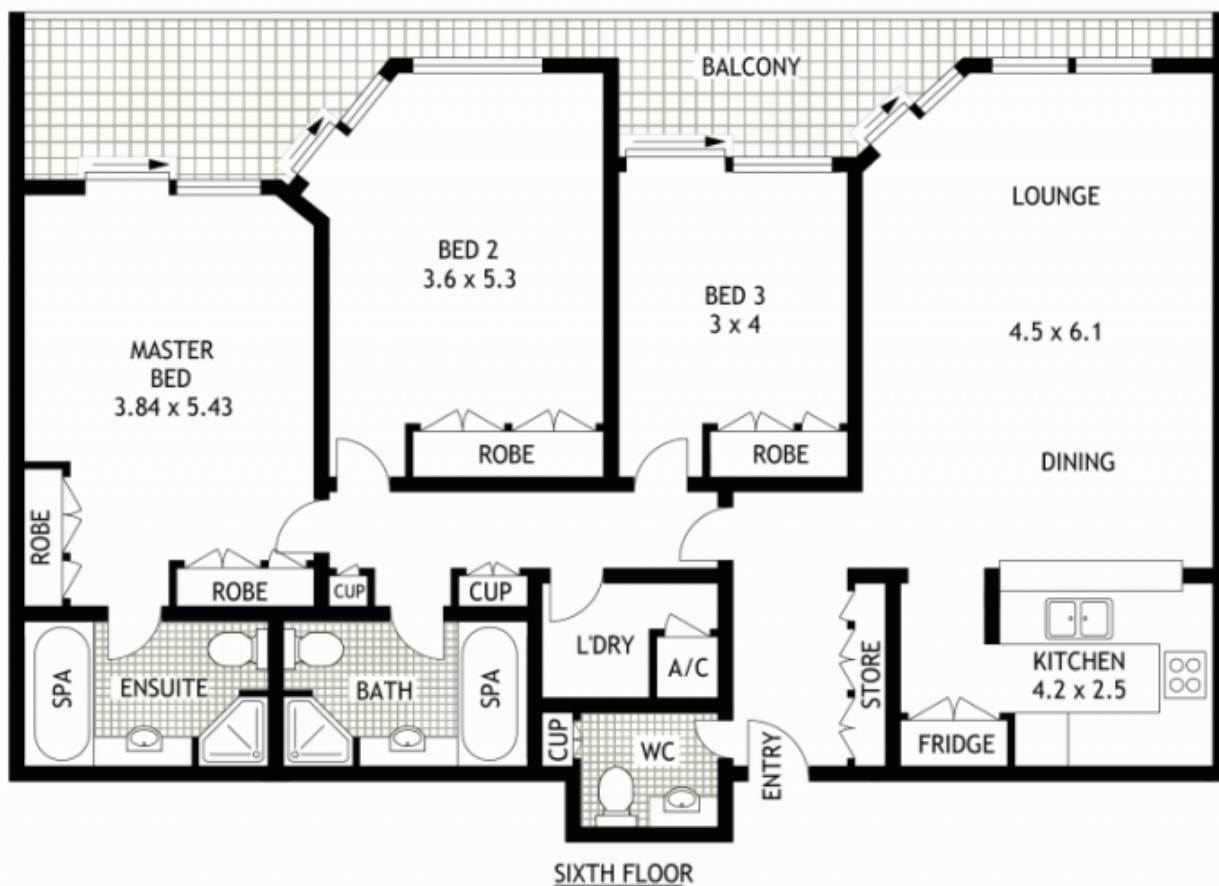 BALCONY
LOUNGE
BED 2
3.6 x 5.3
BED 3
3 x 4
4.5 x 6.1
MASTER
BED
3.84 x 5.43
ROBE
ROBE
DINING
ROBE
ROBE
CUP
CUP
L'DRY
A/C
STORE
KITCHEN
4.2 x 2.5
SPA
ENSUITE
BATH
SPA
CUP
WC
ENTRY
FRIDGE
SIXTH FLOOR